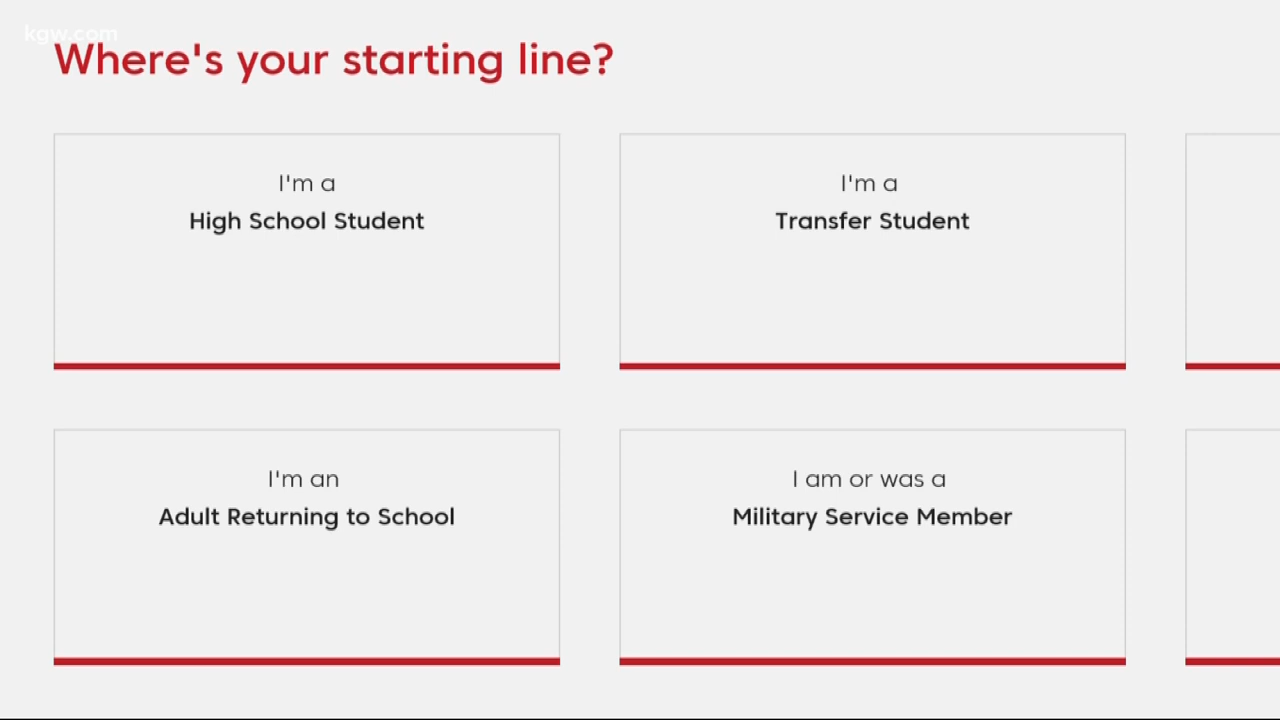 kgw.com
Where's your starting line?
I'm a
High School Student
I'm a
Transfer Student
I'm an
Adult Returning to School
I am or was a
Military Service Member